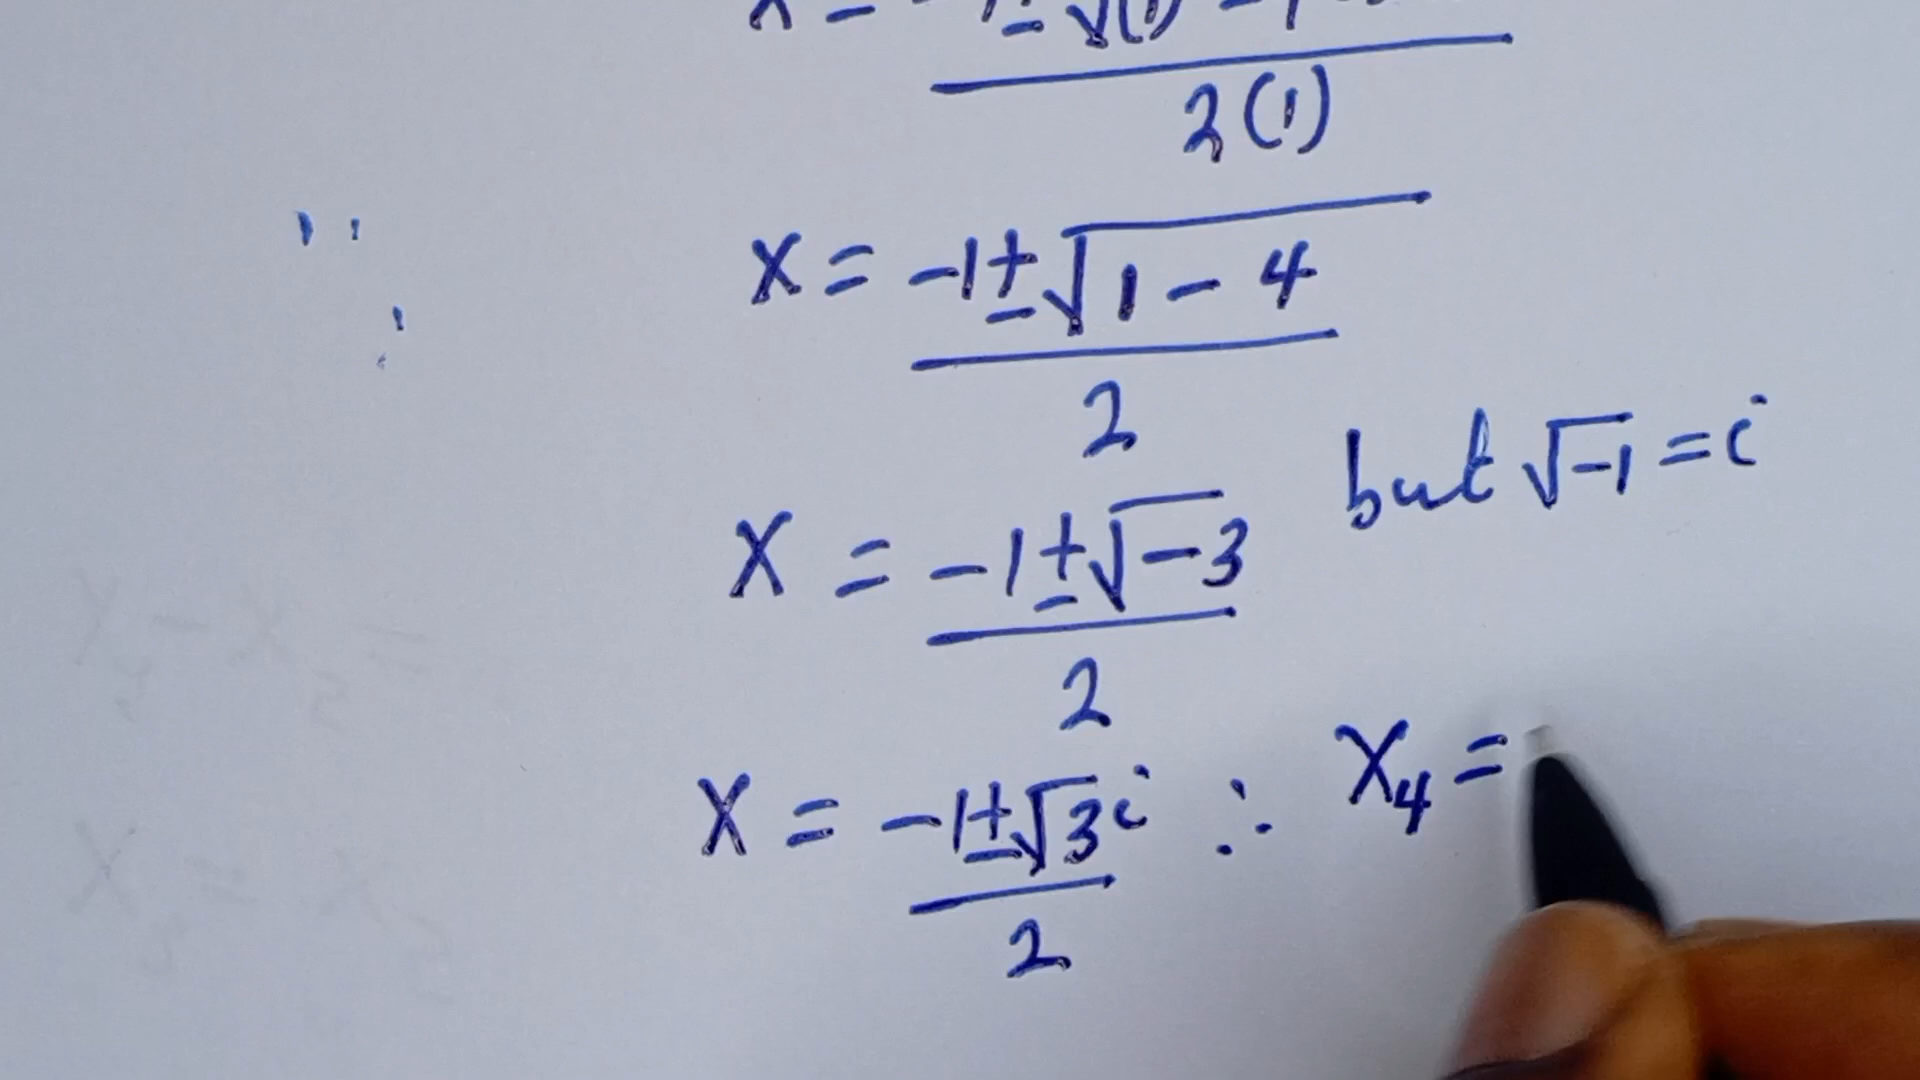 2(1)
x = -1±√1-4
2
but √-1 = i
x = -1±√-3
2
x = -1±√3i ∴ x₄ =
2